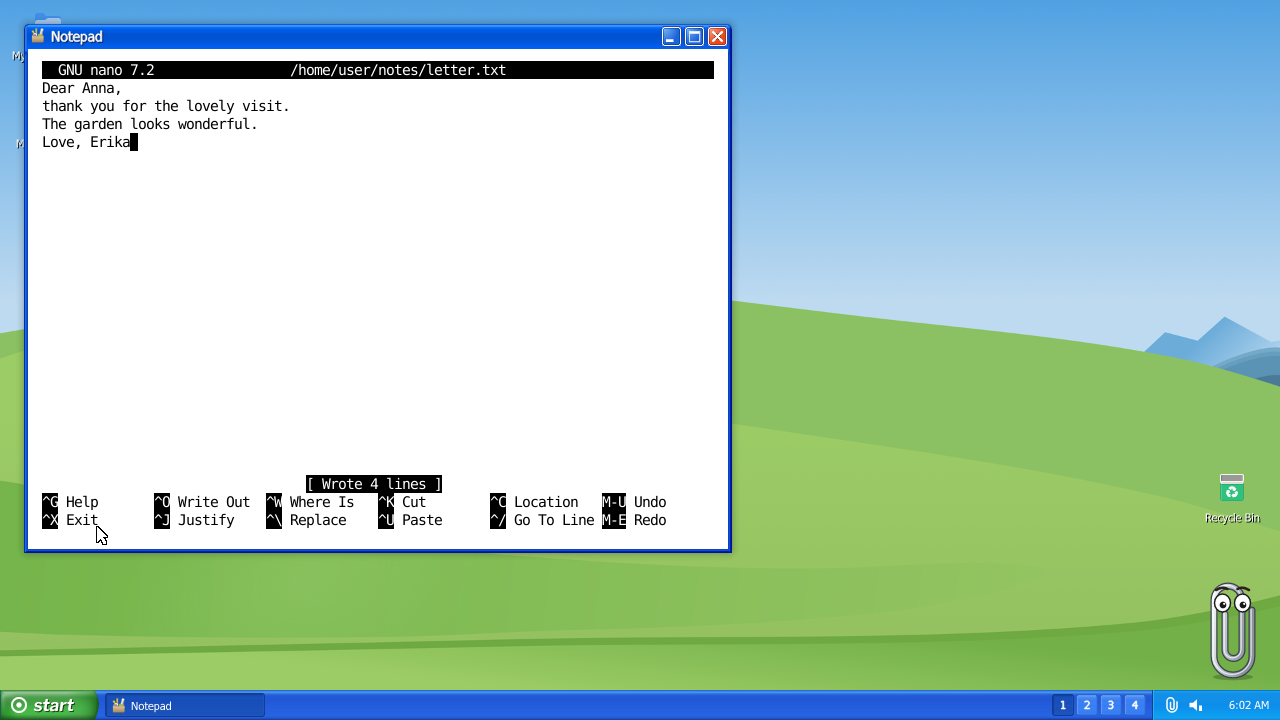 Notepad
GNU nano 7.2 /home/user/notes/letter.txt
Dear Anna,
thank you for the lovely visit.
The garden looks wonderful.
Love, Erika
[ Wrote 4 lines ]
^G Help ^O Write Out ^W Where Is ^K Cut ^C Location M-U Undo
^X Exit ^J Justify ^\ Replace ^U Paste ^/ Go To Line M-E Redo
Recycle Bin
start Notepad 1 2 3 4 6:02 AM